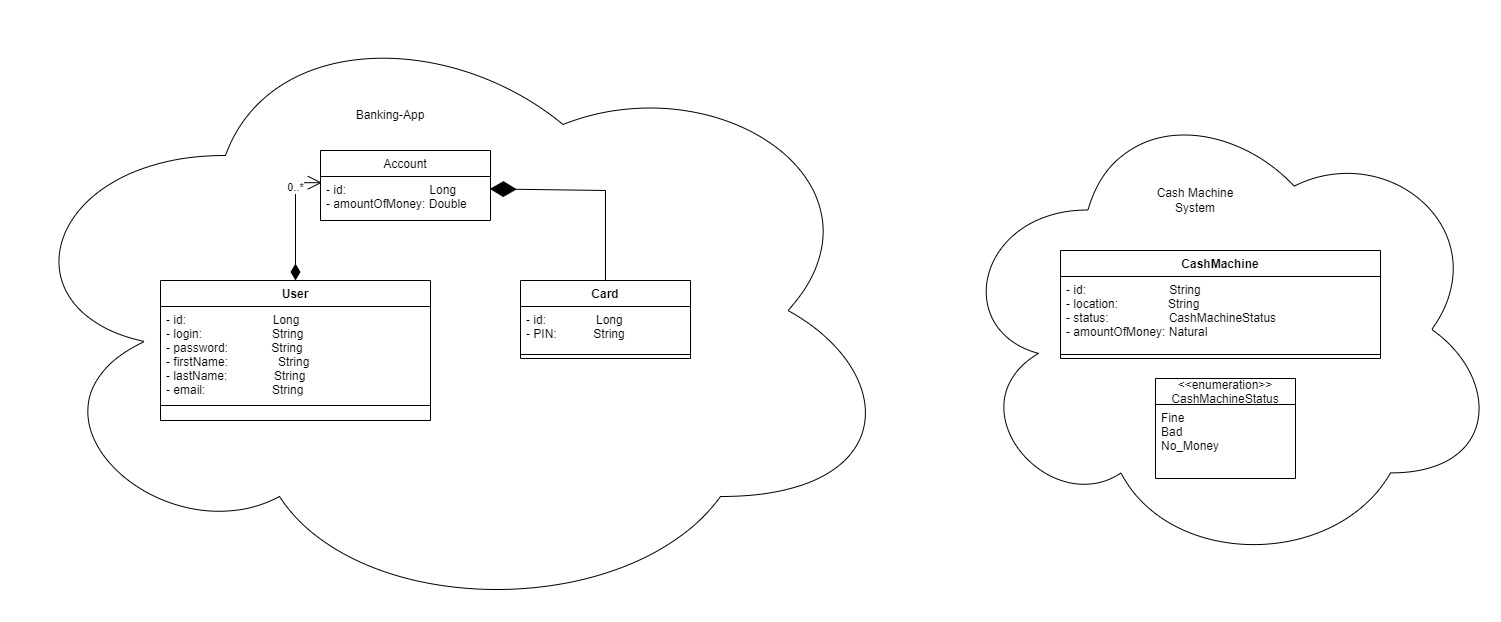 Banking-App
Account
- id: Long
- amountOfMoney: Double
0..*
User
- id: Long
- login: String
- password: String
- firstName: String
- lastName: String
- email: String
Card
- id: Long
- PIN: String
Cash Machine
System
CashMachine
- id: String
- location: String
- status: CashMachineStatus
- amountOfMoney: Natural
<<enumeration>>
CashMachineStatus
Fine
Bad
No_Money